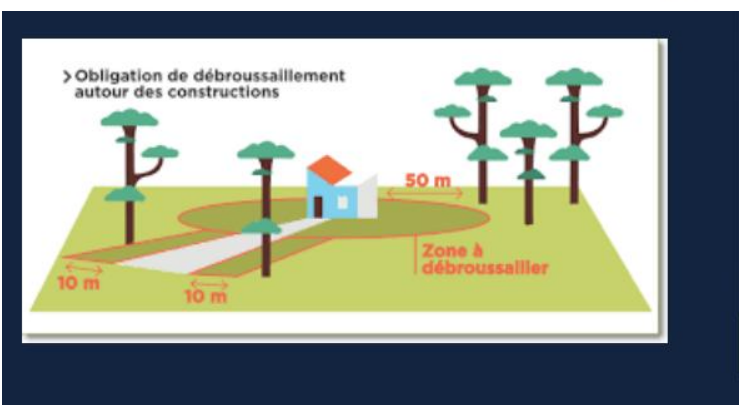 > Obligation de débroussaillement
autour des constructions
50 m
Zone à
débroussailler
10 m
10 m